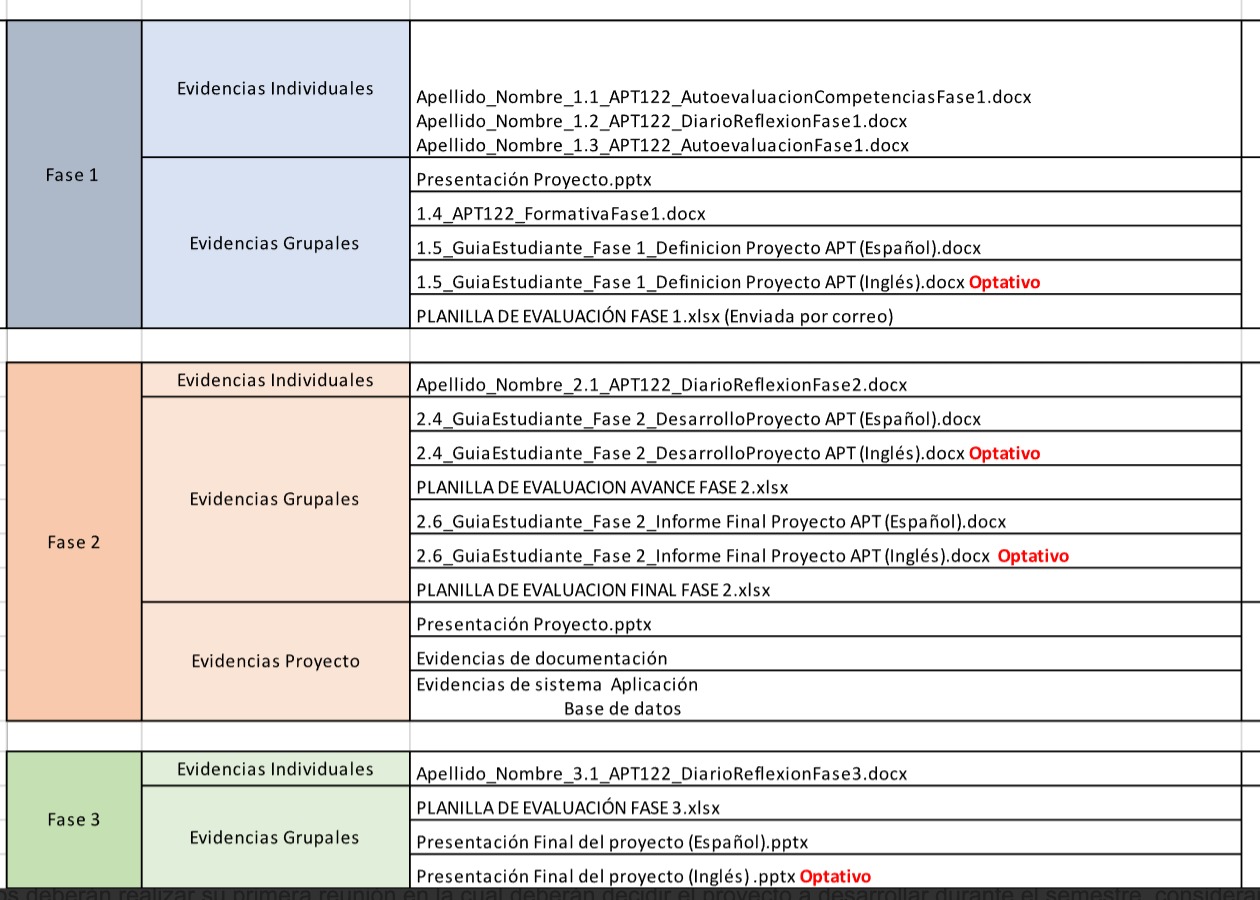 Fase 1
Evidencias Individuales
Apellido_Nombre_1.1_APT122_AutoevaluacionCompetenciasFase1.docx
Apellido_Nombre_1.2_APT122_DiarioReflexionFase1.docx
Apellido_Nombre_1.3_APT122_AutoevaluacionFase1.docx
Evidencias Grupales
Presentación Proyecto.pptx
1.4_APT122_FormativaFase1.docx
1.5_GuiaEstudiante_Fase 1_Definicion Proyecto APT (Español).docx
1.5_GuiaEstudiante_Fase 1_Definicion Proyecto APT (Inglés).docx Optativo
PLANILLA DE EVALUACIÓN FASE 1.xlsx (Enviada por correo)
Fase 2
Evidencias Individuales
Apellido_Nombre_2.1_APT122_DiarioReflexionFase2.docx
Evidencias Grupales
2.4_GuiaEstudiante_Fase 2_DesarrolloProyecto APT (Español).docx
2.4_GuiaEstudiante_Fase 2_DesarrolloProyecto APT (Inglés).docx Optativo
PLANILLA DE EVALUACION AVANCE FASE 2.xlsx
2.6_GuiaEstudiante_Fase 2_Informe Final Proyecto APT (Español).docx
2.6_GuiaEstudiante_Fase 2_Informe Final Proyecto APT (Inglés).docx Optativo
PLANILLA DE EVALUACION FINAL FASE 2.xlsx
Evidencias Proyecto
Presentación Proyecto.pptx
Evidencias de documentación
Evidencias de sistema Aplicación
Base de datos
Fase 3
Evidencias Individuales
Apellido_Nombre_3.1_APT122_DiarioReflexionFase3.docx
Evidencias Grupales
PLANILLA DE EVALUACIÓN FASE 3.xlsx
Presentación Final del proyecto (Español).pptx
Presentación Final del proyecto (Inglés) .pptx Optativo
deberán realizar su primera reunión en la cual deberán decidir el proyecto a desarrollar durante el semestre,